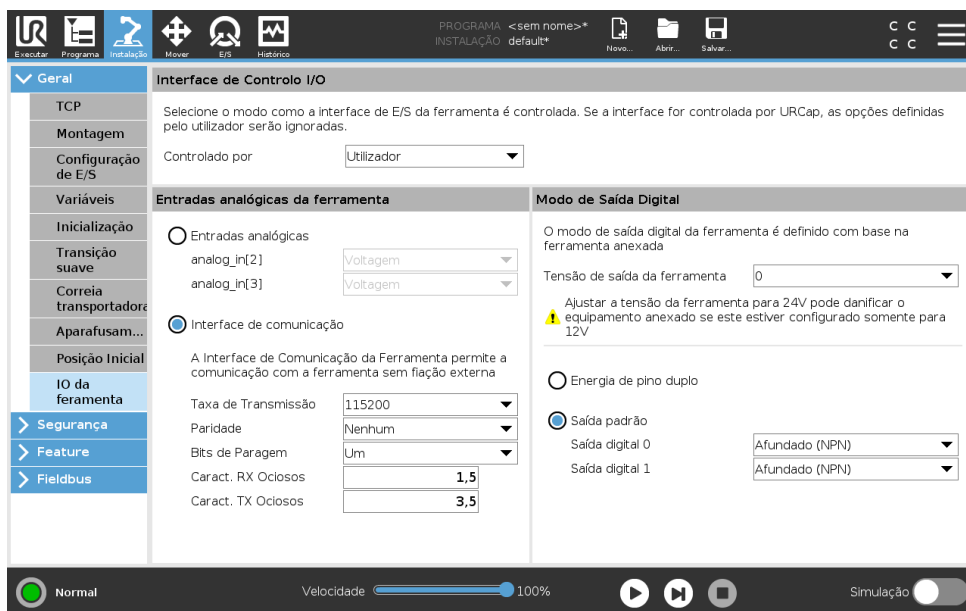 PROGRAMA <sem nome>*
INSTALAÇÃO default*
UR
Executar Programa Instalação Mover E/S Histórico Novo... Abrir... Salvar...
C C
C C
Geral
TCP
Montagem
Configuração
de E/S
Variáveis
Inicialização
Transição
suave
Correia
transportadora
Aparafusam...
Posição Inicial
IO da
feramenta
Segurança
Feature
Fieldbus
Interface de Controlo I/O
Selecione o modo como a interface de E/S da ferramenta é controlada. Se a interface for controlada por URCap, as opções definidas
pelo utilizador serão ignoradas.
Controlado por Utilizador
Entradas analógicas da ferramenta
Entradas analógicas
analog_in[2] Voltagem
analog_in[3] Voltagem
Interface de comunicação
A Interface de Comunicação da Ferramenta permite a
comunicação com a ferramenta sem fiação externa
Taxa de Transmissão 115200
Paridade Nenhum
Bits de Paragem Um
Caract. RX Ociosos 1,5
Caract. TX Ociosos 3,5
Modo de Saída Digital
O modo de saída digital da ferramenta é definido com base na
ferramenta anexada
Tensão de saída da ferramenta 0
Ajustar a tensão da ferramenta para 24V pode danificar o
equipamento anexado se este estiver configurado somente para
12V
Energia de pino duplo
Saída padrão
Saída digital 0 Afundado (NPN)
Saída digital 1 Afundado (NPN)
Normal Velocidade 100% Simulação